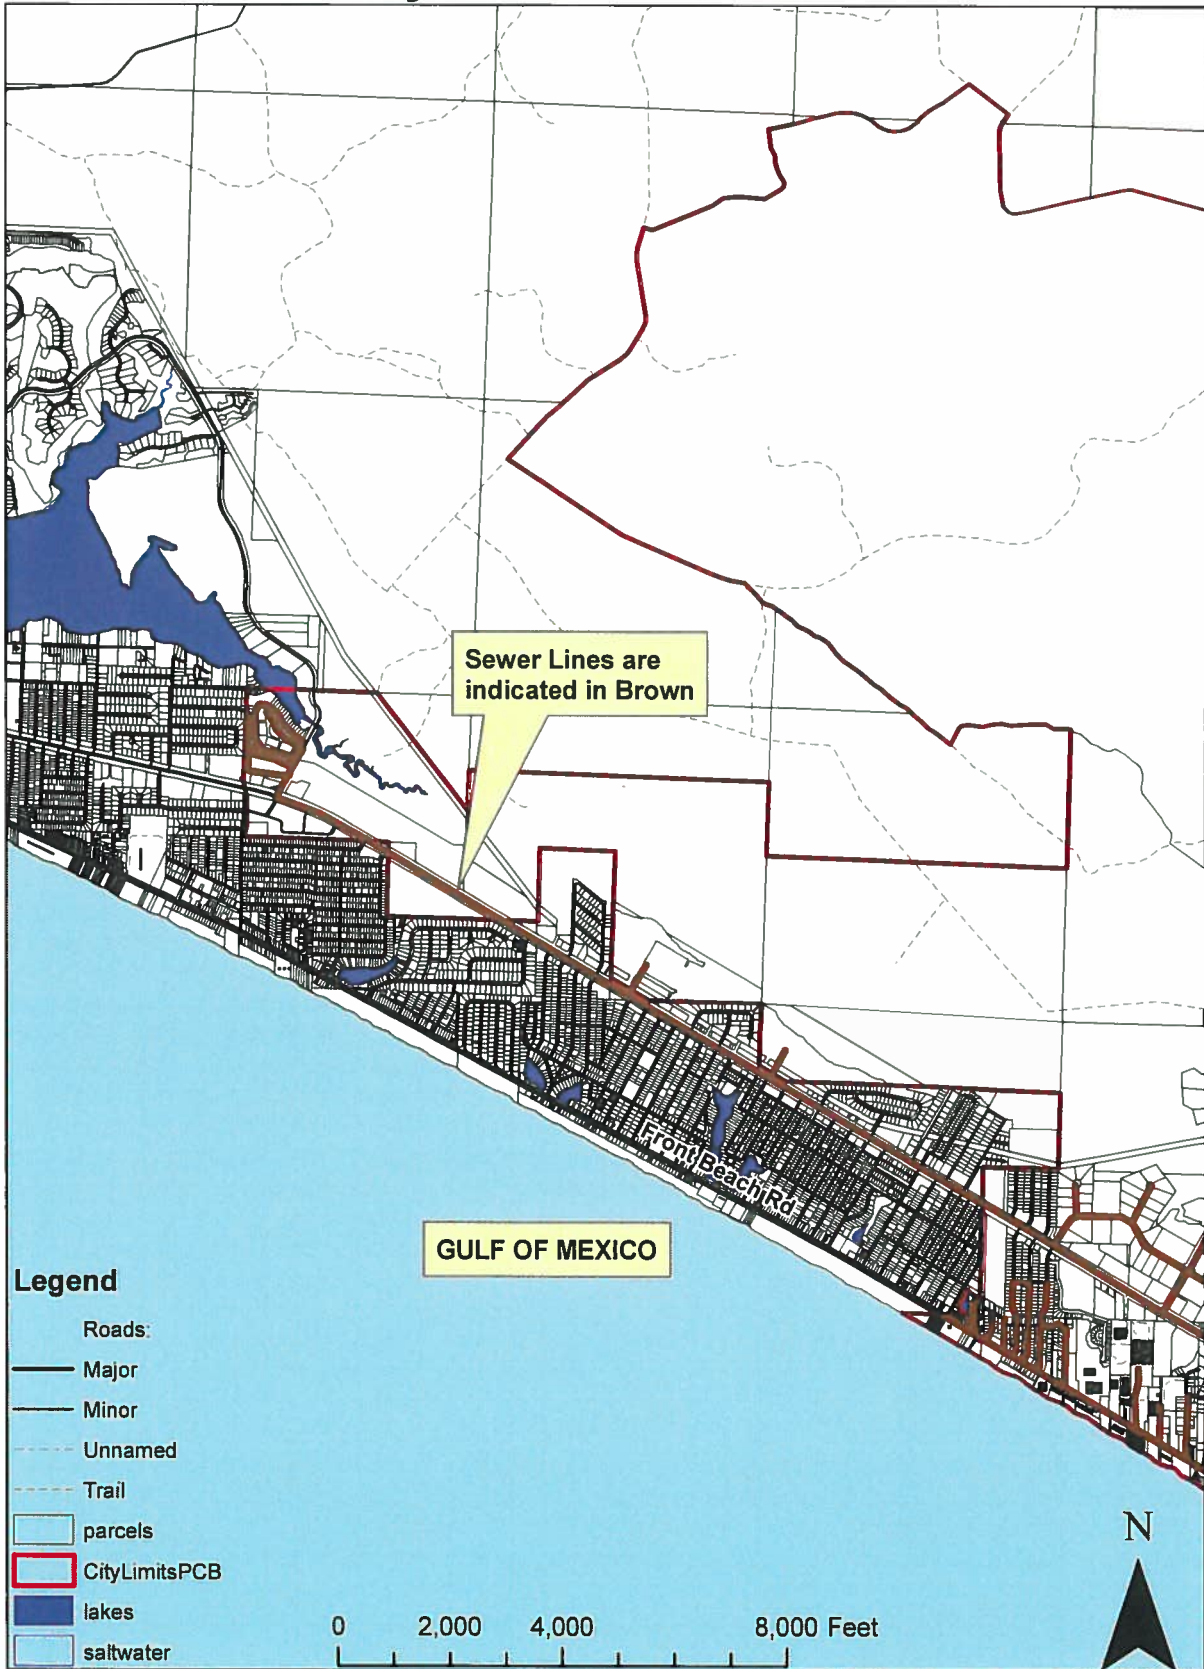 Sewer Lines are
indicated in Brown
Front Beach Rd
GULF OF MEXICO
Legend
Roads:
Major
Minor
Unnamed
Trail
parcels
CityLimitsPCB
lakes
saltwater
0 2,000 4,000 8,000 Feet
N